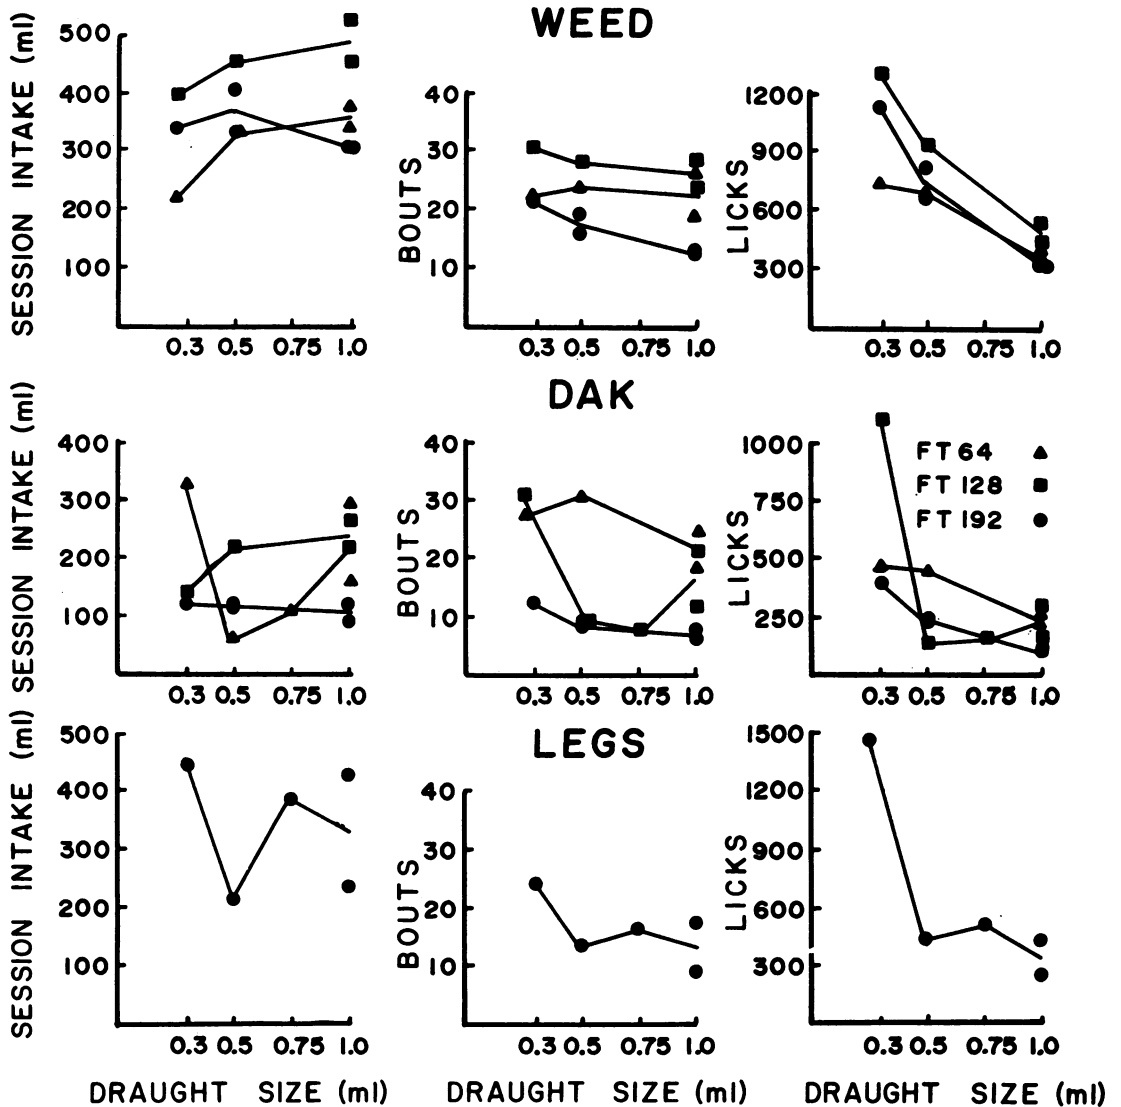 WEED
SESSION INTAKE (ml)
500
400
300
200
100
0.3 0.5 0.75 1.0
BOUTS
40
30
20
10
0.3 0.5 0.75 1.0
LICKS
1200
900
600
300
0.3 0.5 0.75 1.0
DAK
SESSION INTAKE (ml)
400
300
200
100
0.3 0.5 0.75 1.0
BOUTS
40
30
20
10
0.3 0.5 0.75 1.0
LICKS
1000
750
500
250
FT 64
FT 128
FT 192
0.3 0.5 0.75 1.0
LEGS
SESSION INTAKE (ml)
500
400
300
200
100
0.3 0.5 0.75 1.0
DRAUGHT SIZE (ml)
BOUTS
40
30
20
10
0.3 0.5 0.75 1.0
DRAUGHT SIZE (ml)
LICKS
1500
1200
900
600
300
0.3 0.5 0.75 1.0
DRAUGHT SIZE (ml)